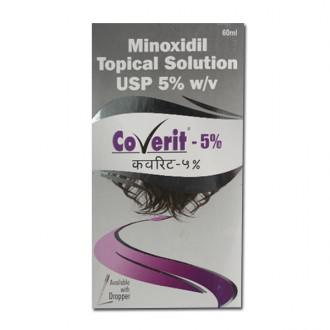 60ml
Minoxidil
Topical Solution
USP 5% w/v
CoVerit® - 5%
कवरिट-५%
Available
with
Dropper